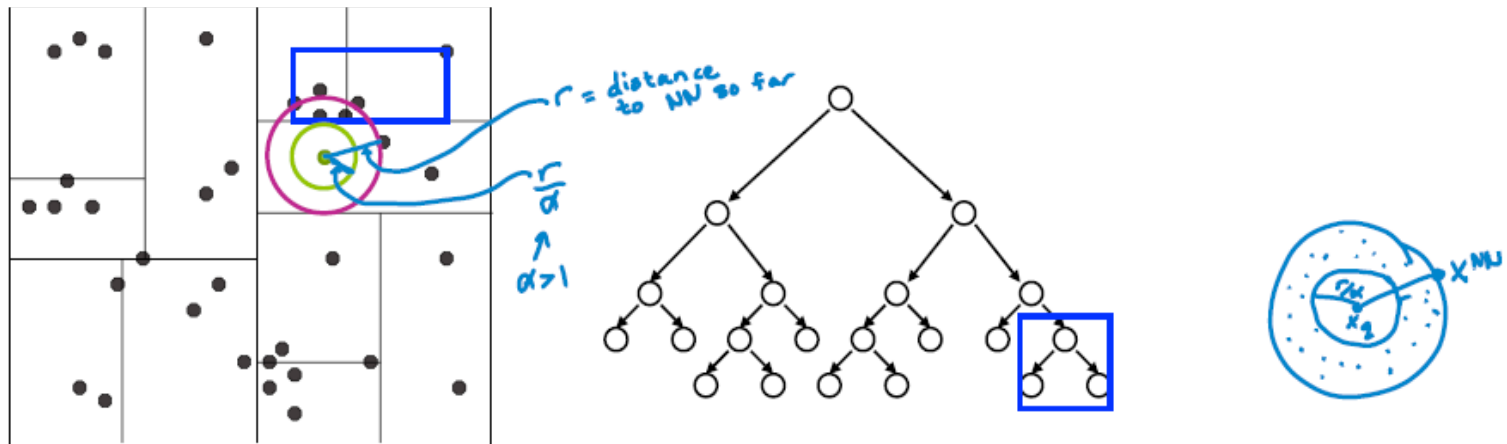 r = distance
to NN so far
r
α
α>1
x^NN
r/α
x_q